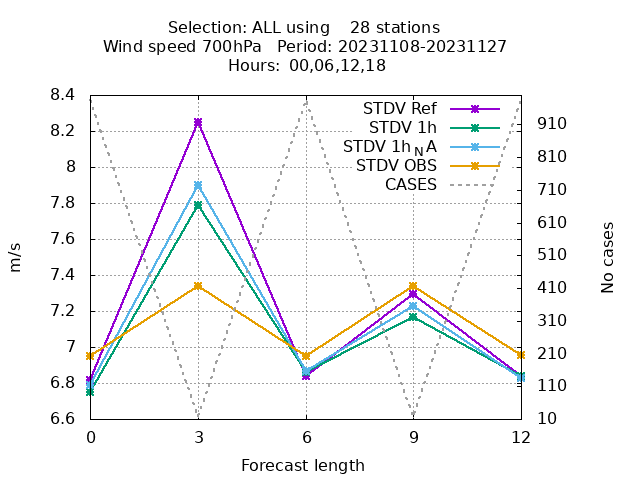 Selection: ALL using    28 stations
Wind speed 700hPa   Period: 20231108-20231127
Hours: 00,06,12,18
STDV Ref
STDV 1h
STDV 1h_NA
STDV OBS
CASES
8.4
8.2
8
7.8
7.6
7.4
7.2
7
6.8
6.6
m/s
910
810
710
610
510
410
310
210
110
10
No cases
0 3 6 9 12
Forecast length